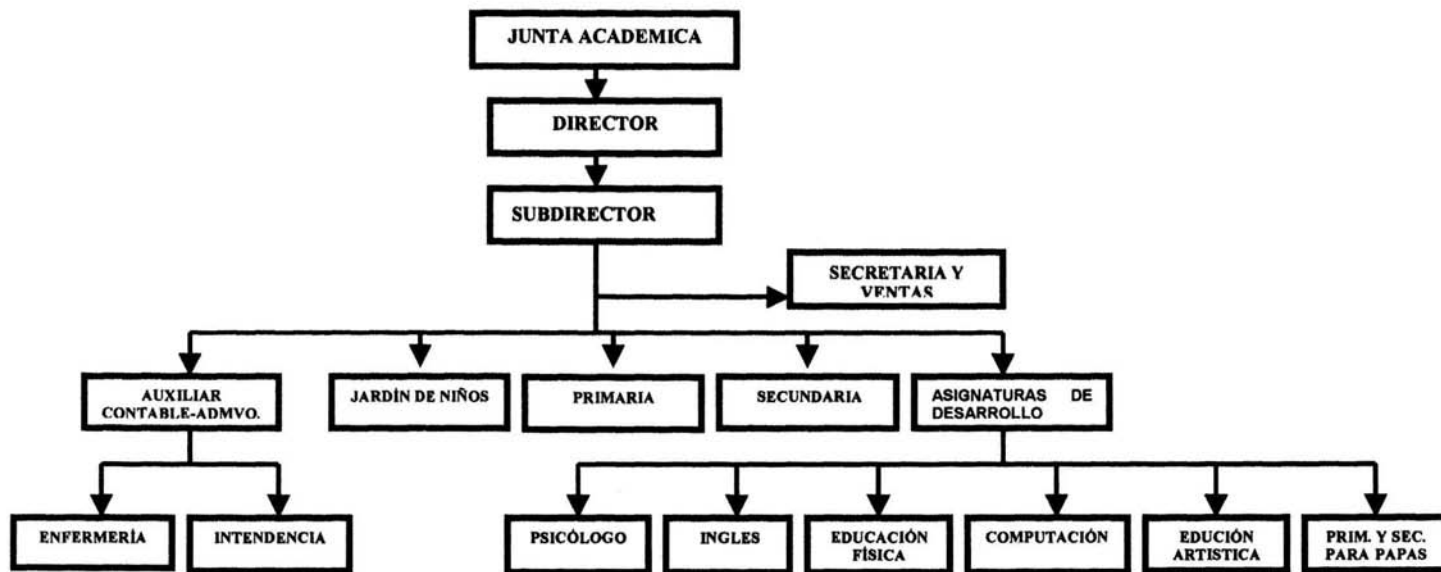 JUNTA ACADEMICA
DIRECTOR
SUBDIRECTOR
SECRETARIA Y
VENTAS
AUXILIAR
CONTABLE-ADMVO.
JARDÍN DE NIÑOS
PRIMARIA
SECUNDARIA
ASIGNATURAS DE
DESARROLLO
ENFERMERÍA
INTENDENCIA
PSICÓLOGO
INGLES
EDUCACIÓN
FÍSICA
COMPUTACIÓN
EDUCIÓN
ARTISTICA
PRIM. Y SEC.
PARA PAPAS